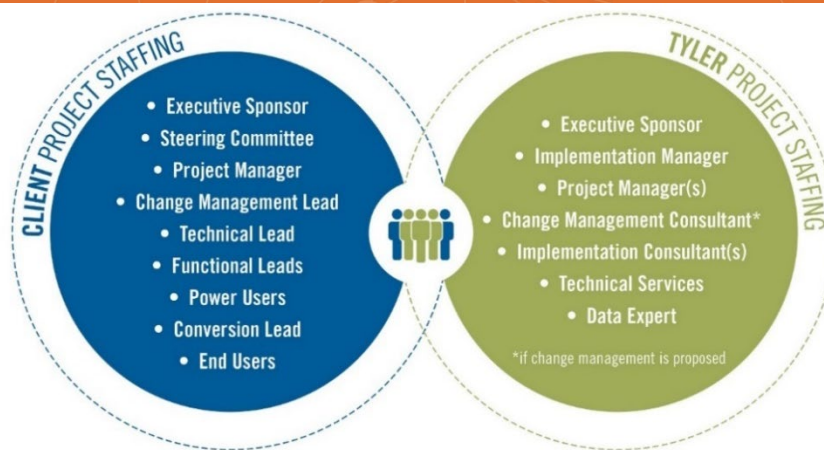 CLIENT PROJECT STAFFING
• Executive Sponsor
• Steering Committee
• Project Manager
• Change Management Lead
• Technical Lead
• Functional Leads
• Power Users
• Conversion Lead
• End Users
TYLER PROJECT STAFFING
• Executive Sponsor
• Implementation Manager
• Project Manager(s)
• Change Management Consultant*
• Implementation Consultant(s)
• Technical Services
• Data Expert
*if change management is proposed